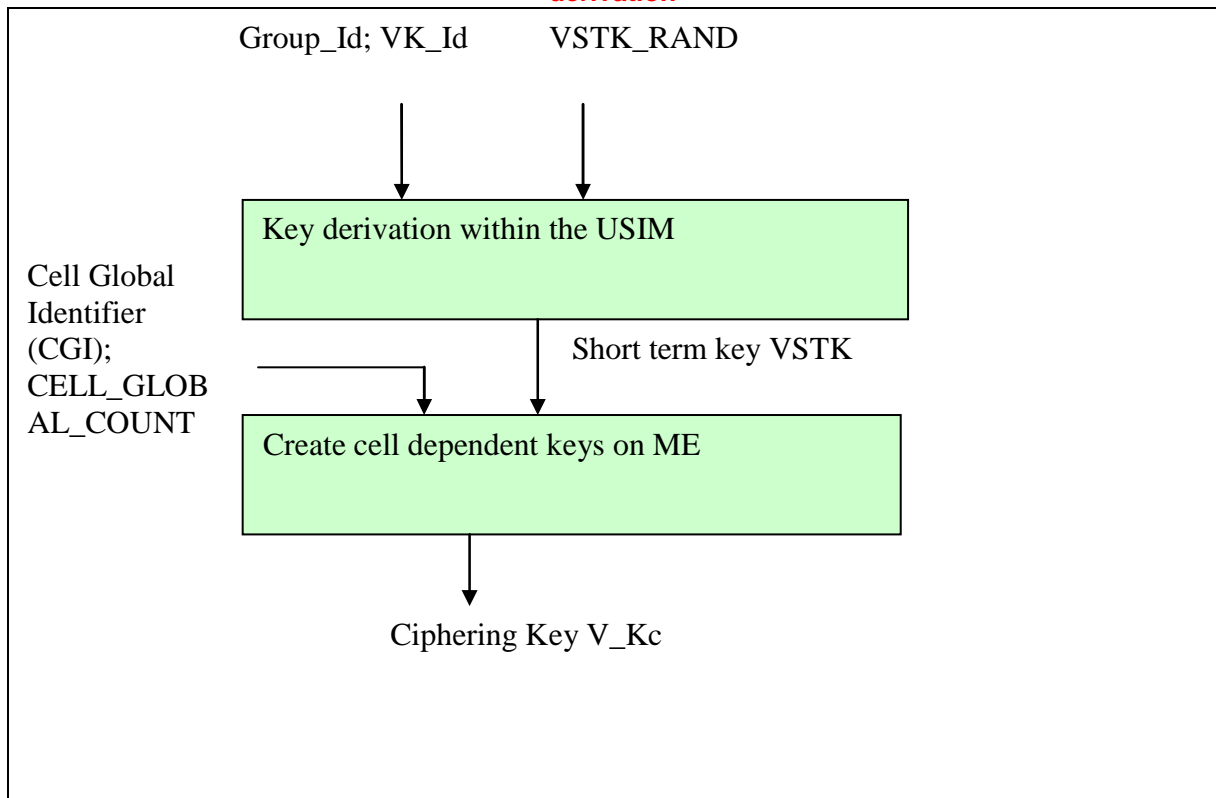 derivation
Group_Id; VK_Id VSTK_RAND
Key derivation within the USIM
Cell Global
Identifier
(CGI);
CELL_GLOB
AL_COUNT
Short term key VSTK
Create cell dependent keys on ME
Ciphering Key V_Kc